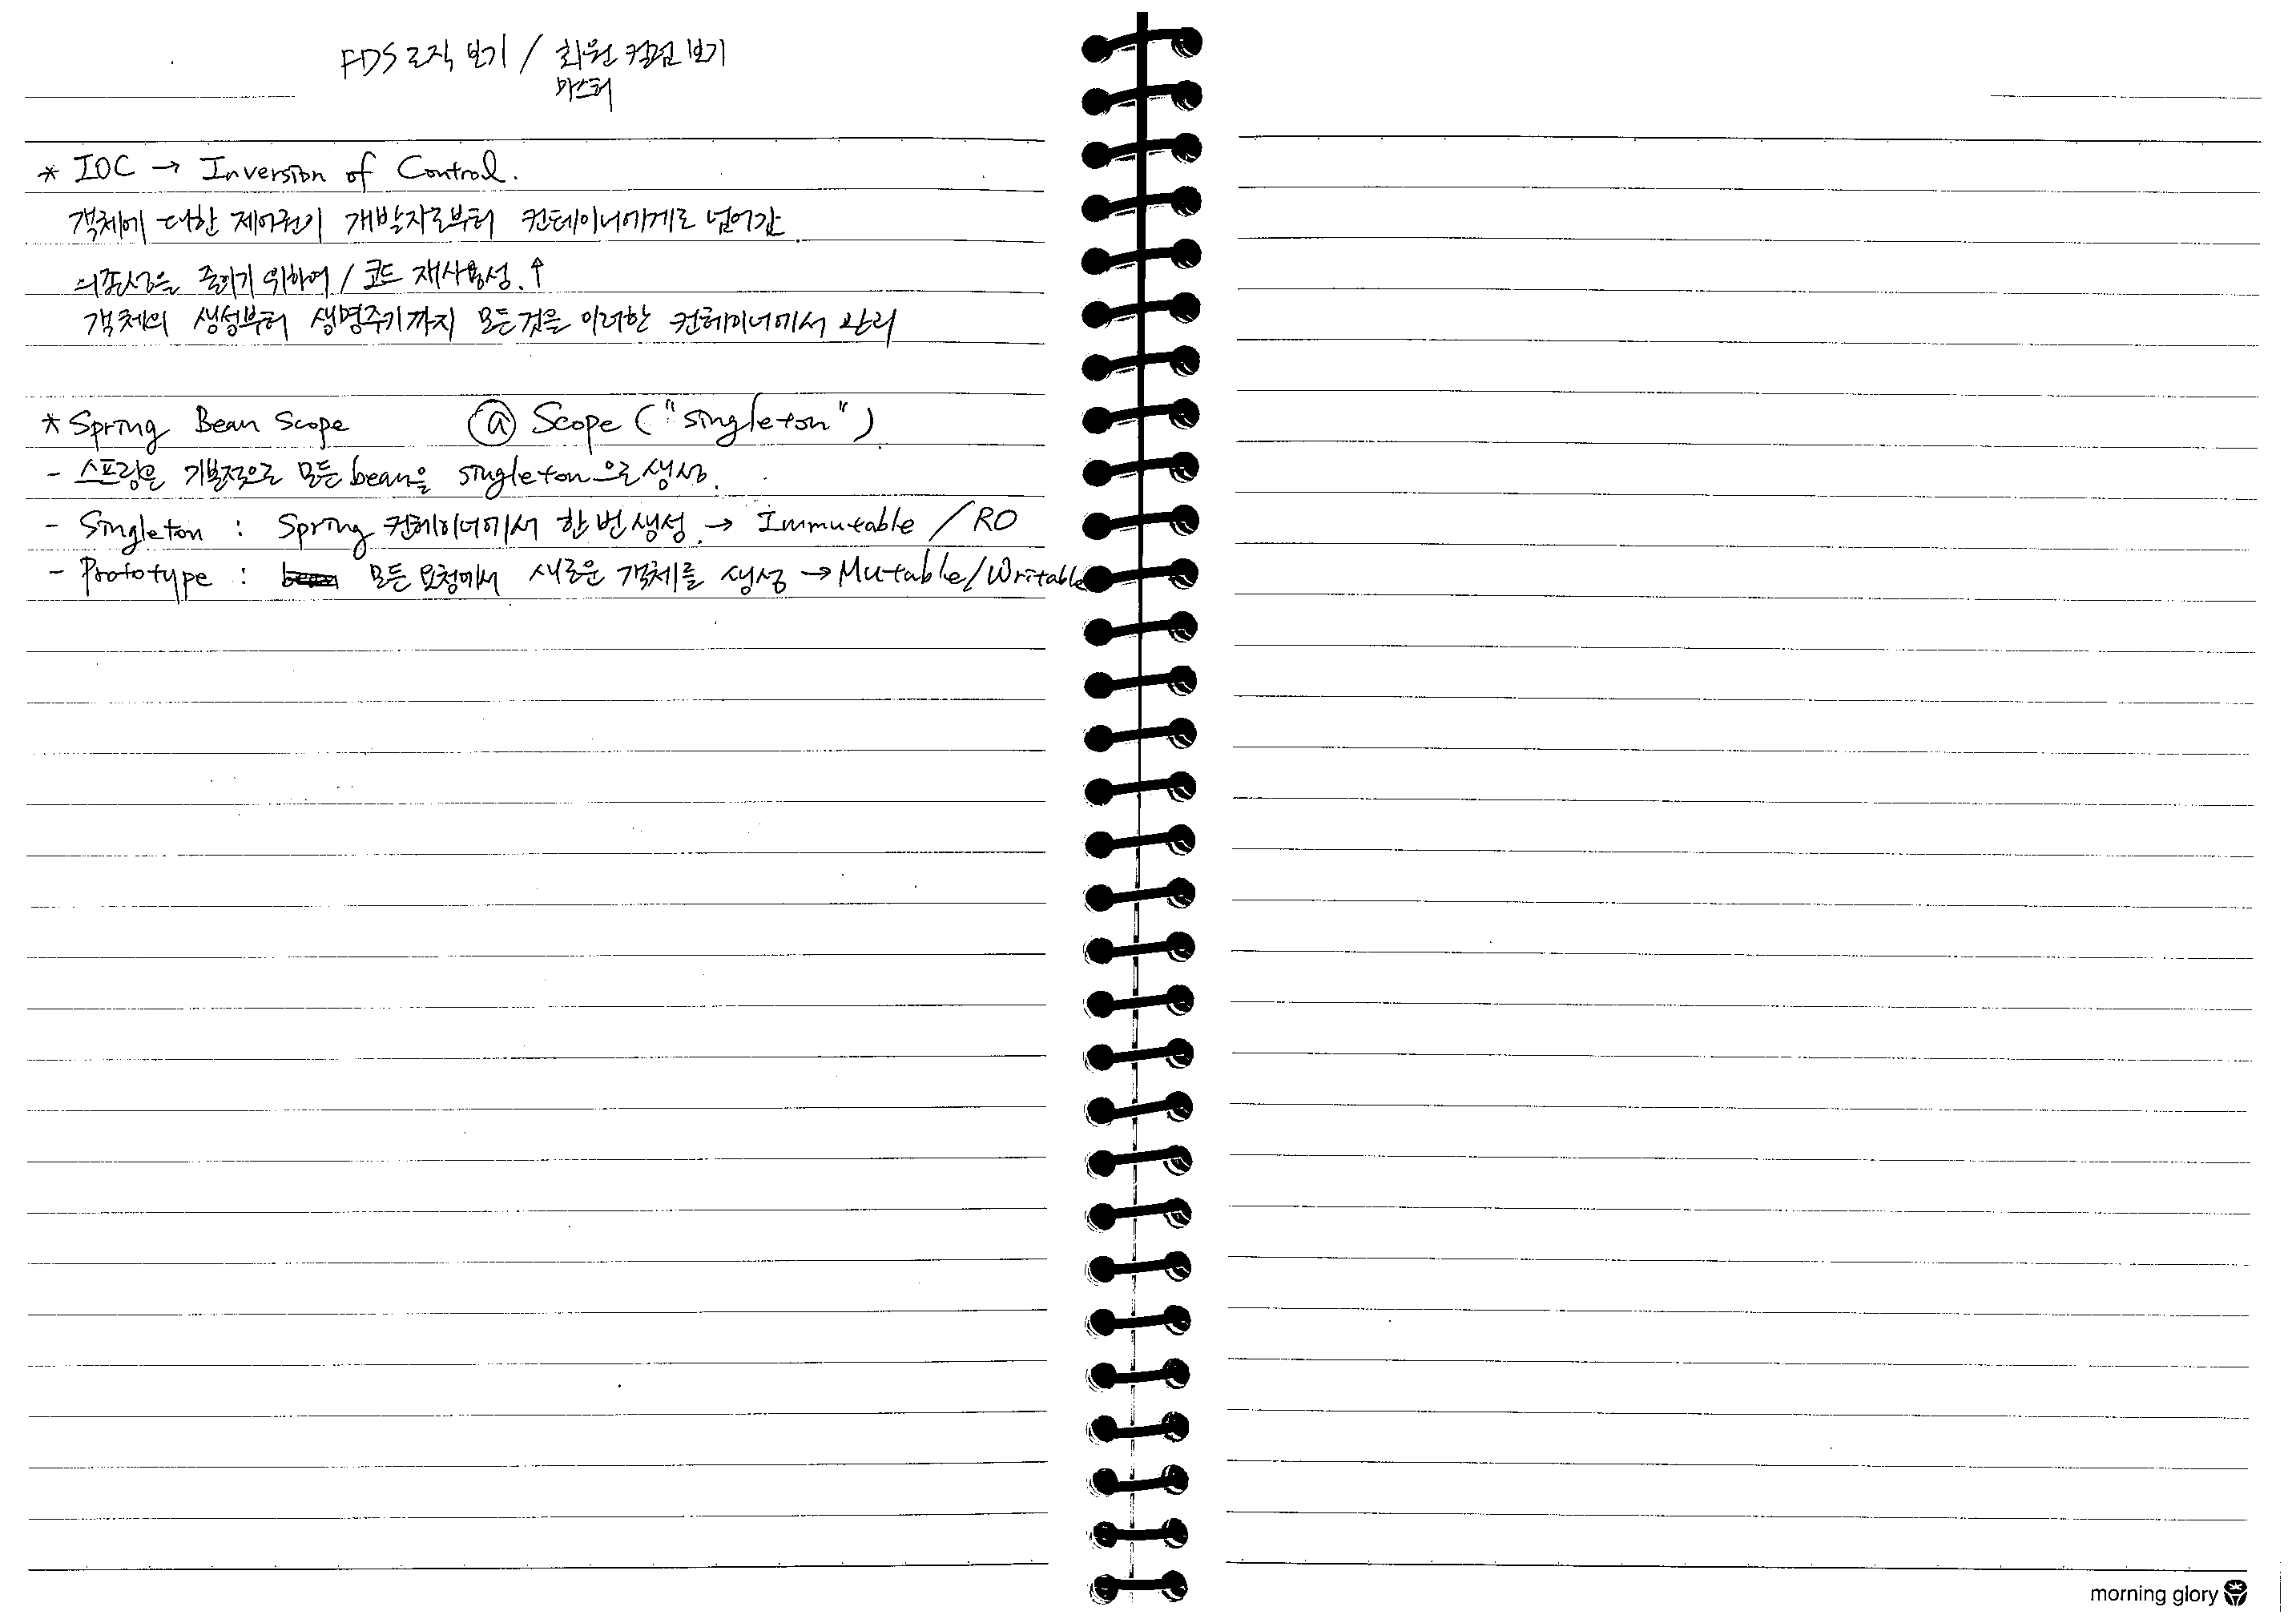 FDS 로직 보기 / 회원 컬럼 보기
마스터
* IOC → Inversion of Control.
객체에 대한 제어권이 개발자로부터 컨테이너에게로 넘어감.
의존성을 줄이기 위하여 / 코드 재사용성. ↑
객체의 생성부터 생명주기까지 모든것을 이러한 컨테이너에서 관리
* Spring Bean Scope @ Scope ("singleton")
- 스프링은 기본적으로 모든 bean을 singleton으로 생성.
- Singleton : Spring 컨테이너에서 한 번 생성. → Immutable / RO
- Prototype : 모든 요청에서 새로운 객체를 생성 → Mutable/Writable
morning glory